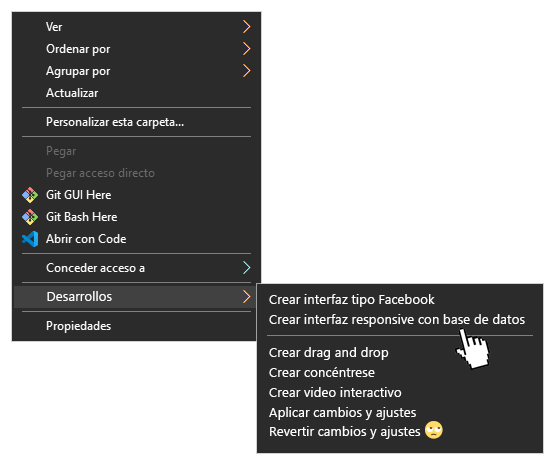 Ver
Ordenar por
Agrupar por
Actualizar
Personalizar esta carpeta...
Pegar
Pegar acceso directo
Git GUI Here
Git Bash Here
Abrir con Code
Conceder acceso a
Desarrollos
Propiedades
Crear interfaz tipo Facebook
Crear interfaz responsive con base de datos
Crear drag and drop
Crear concéntrese
Crear video interactivo
Aplicar cambios y ajustes
Revertir cambios y ajustes 🙄